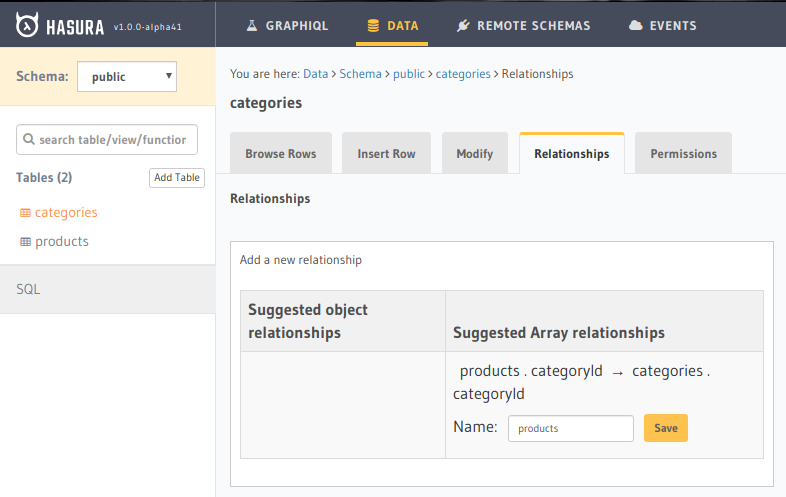 HASURA v1.0.0-alpha41 GRAPHIQL DATA REMOTE SCHEMAS EVENTS
Schema: public
You are here: Data > Schema > public > categories > Relationships
categories
search table/view/function
Browse Rows Insert Row Modify Relationships Permissions
Tables (2) Add Table
Relationships
categories
products
SQL
Add a new relationship
Suggested object
relationships
Suggested Array relationships
products . categoryId → categories .
categoryId
Name: products Save